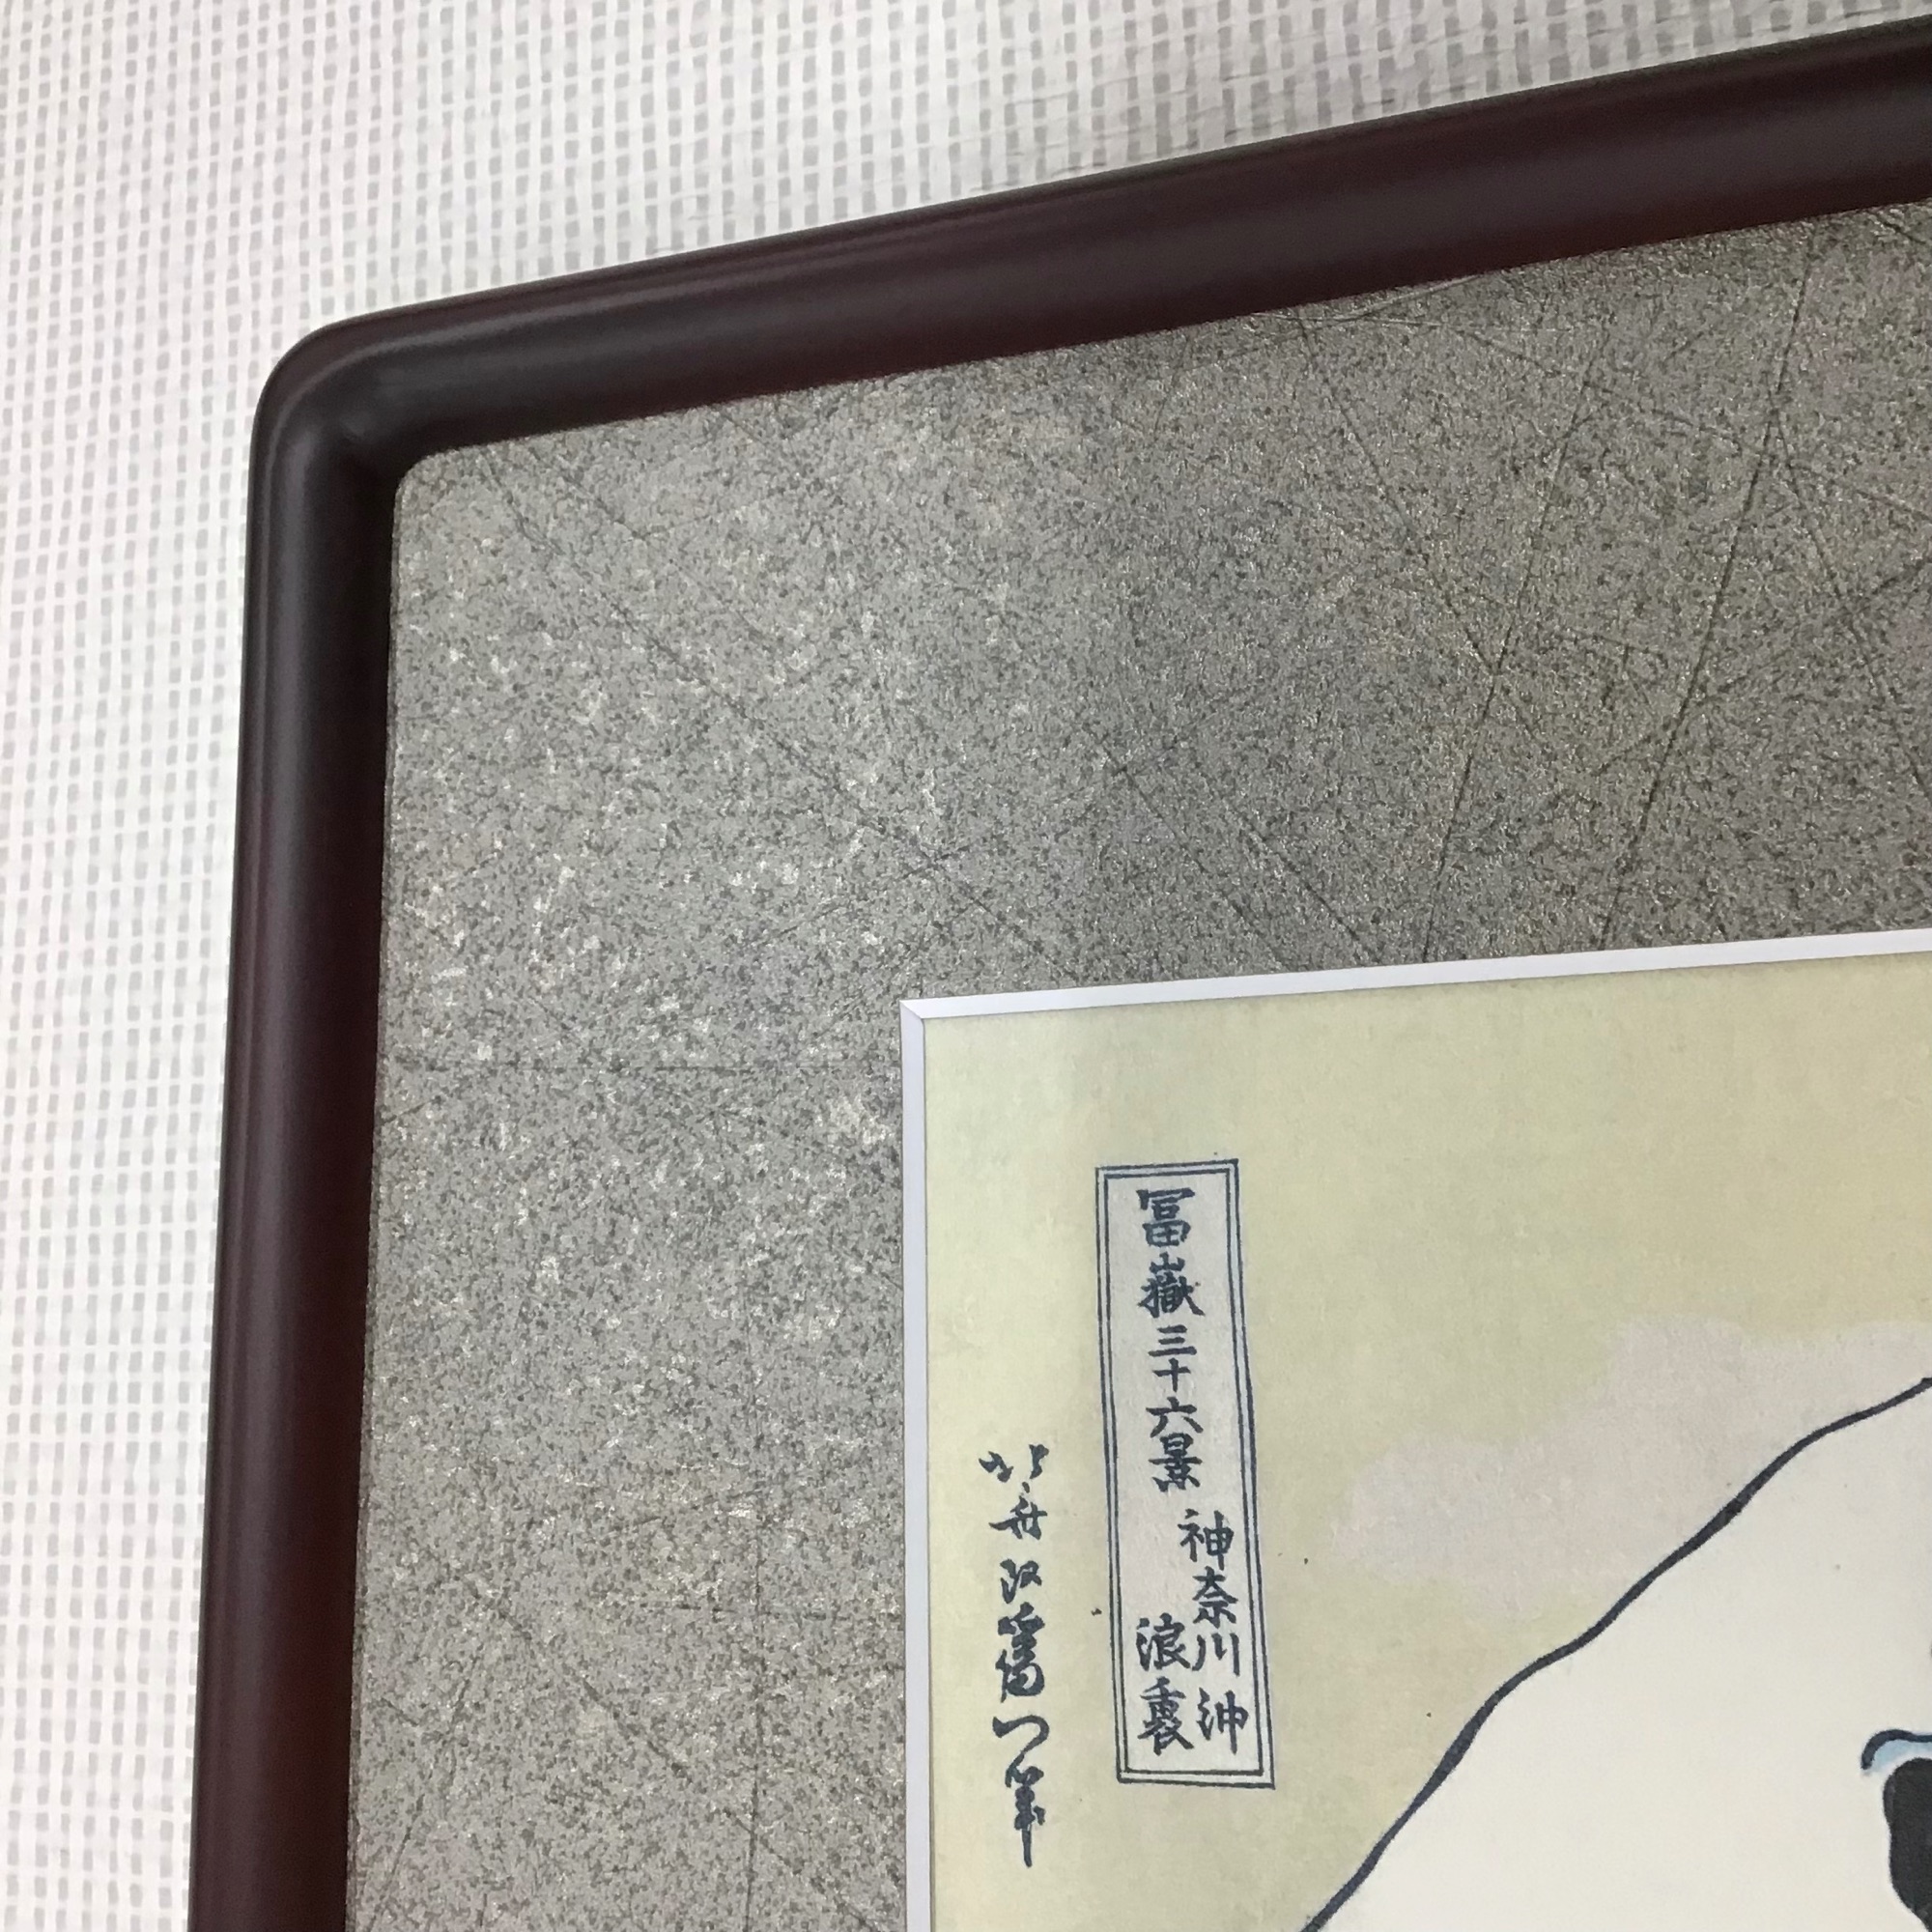 冨嶽三十六景
神奈川沖
浪裏
北斎改為一筆